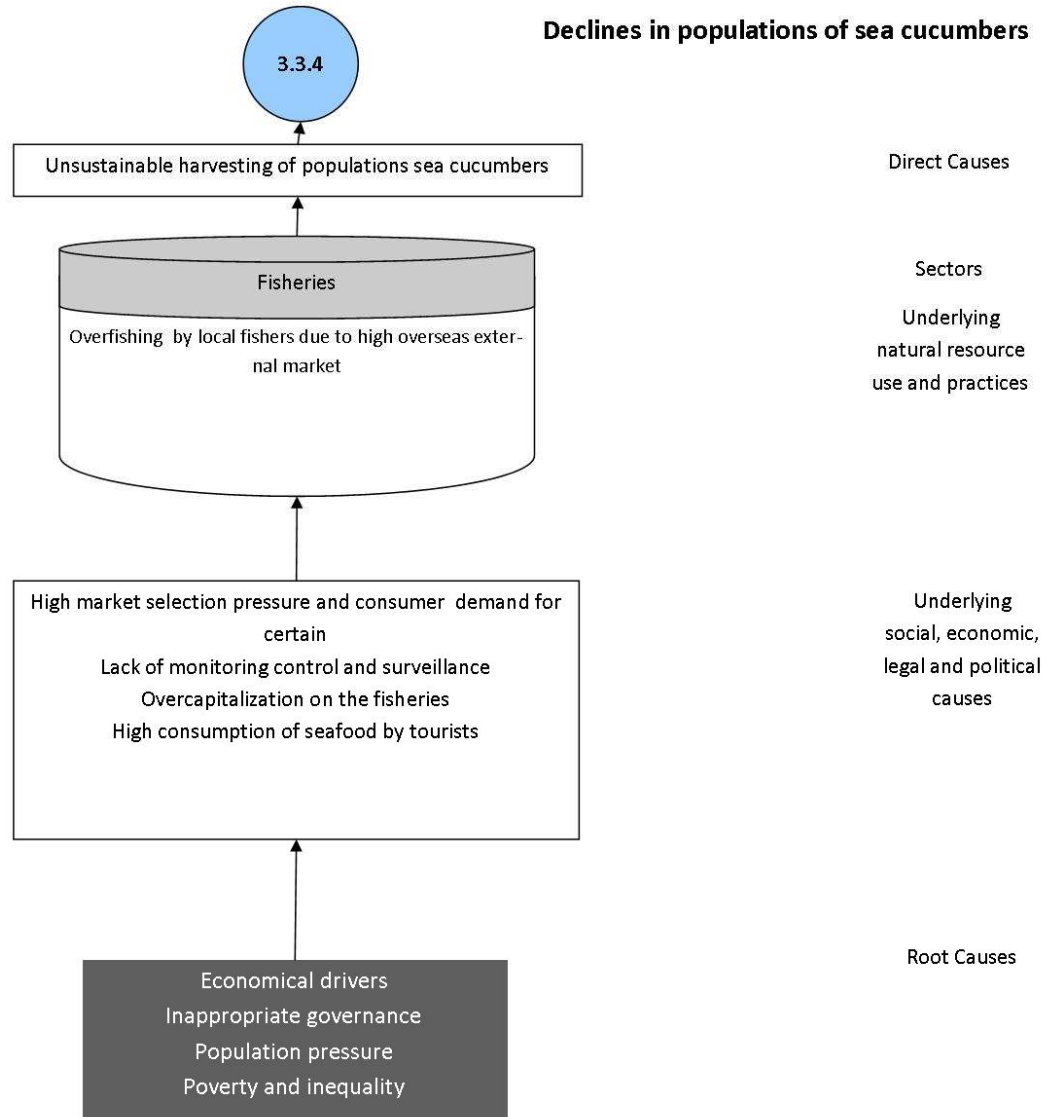 Declines in populations of sea cucumbers
3.3.4
Unsustainable harvesting of populations sea cucumbers
Direct Causes
Fisheries
Sectors
Overfishing by local fishers due to high overseas exter-
nal market
Underlying
natural resource
use and practices
High market selection pressure and consumer demand for
certain
Lack of monitoring control and surveillance
Overcapitalization on the fisheries
High consumption of seafood by tourists
Underlying
social, economic,
legal and political
causes
Economical drivers
Inappropriate governance
Population pressure
Poverty and inequality
Root Causes